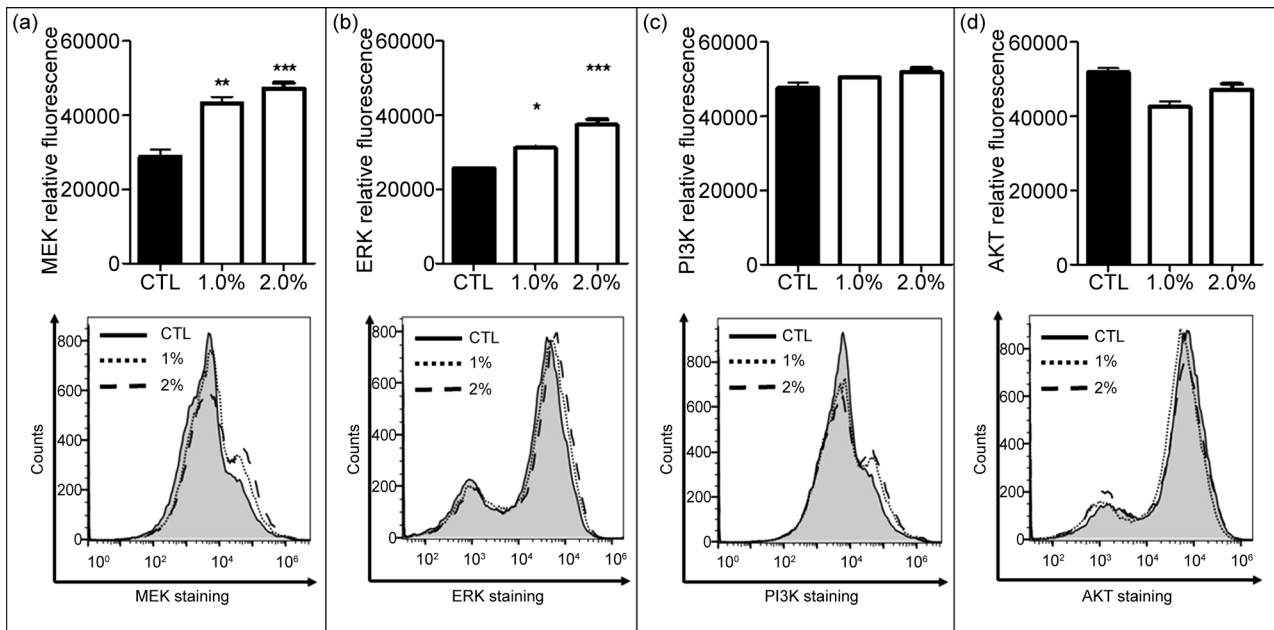 (a)
MEK relative fluorescence
60000
40000
20000
0
** ***
CTL 1.0% 2.0%
CTL
1%
2%
Counts
800
600
400
200
0
10⁰ 10² 10⁴ 10⁶
MEK staining
(b)
ERK relative fluorescence
60000
40000
20000
0
* ***
CTL 1.0% 2.0%
CTL
1%
2%
Counts
800
600
400
200
0
10² 10³ 10⁴ 10⁴ 10⁶
ERK staining
(c)
PI3K relative fluorescence
60000
40000
20000
0
CTL 1.0% 2.0%
CTL
1%
2%
Counts
800
600
400
200
0
10⁰ 10² 10⁴ 10⁶
PI3K staining
(d)
AKT relative fluorescence
60000
40000
20000
0
CTL 1.0% 2.0%
CTL
1%
2%
Counts
800
600
400
200
0
10² 10³ 10⁴ 10⁴ 10⁶
AKT staining